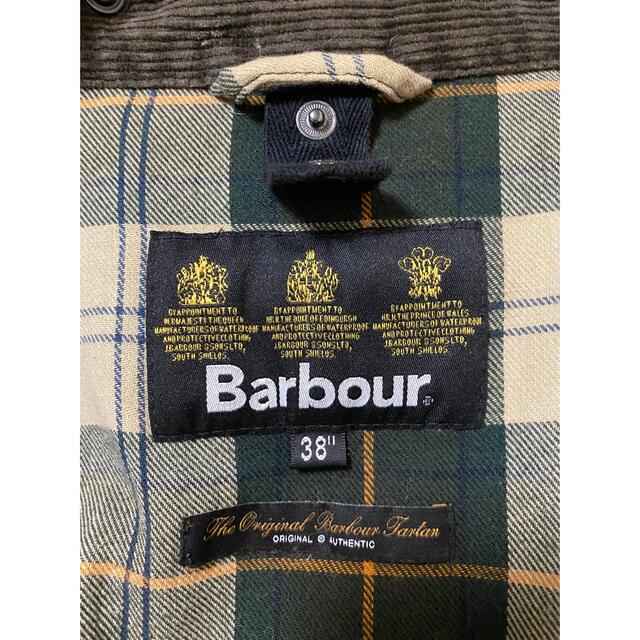 BY APPOINTMENT TO
HER MAJESTY THE QUEEN
MANUFACTURERS OF WATERPROOF
AND PROTECTIVE CLOTHING
J.BARBOUR & SONS LTD,
SOUTH SHIELDS.
BY APPOINTMENT TO
H.R.H. THE DUKE OF EDINBURGH
MANUFACTURERS OF WATERPROOF
AND PROTECTIVE CLOTHING
J.BARBOUR & SONS LTD,
SOUTH SHIELDS.
BY APPOINTMENT TO
H.R.H. THE PRINCE OF WALES
MANUFACTURERS OF WATERPROOF
AND PROTECTIVE CLOTHING
J.BARBOUR & SONS LTD,
SOUTH SHIELDS.
Barbour
38"
The Original Barbour Tartan
ORIGINAL & AUTHENTIC